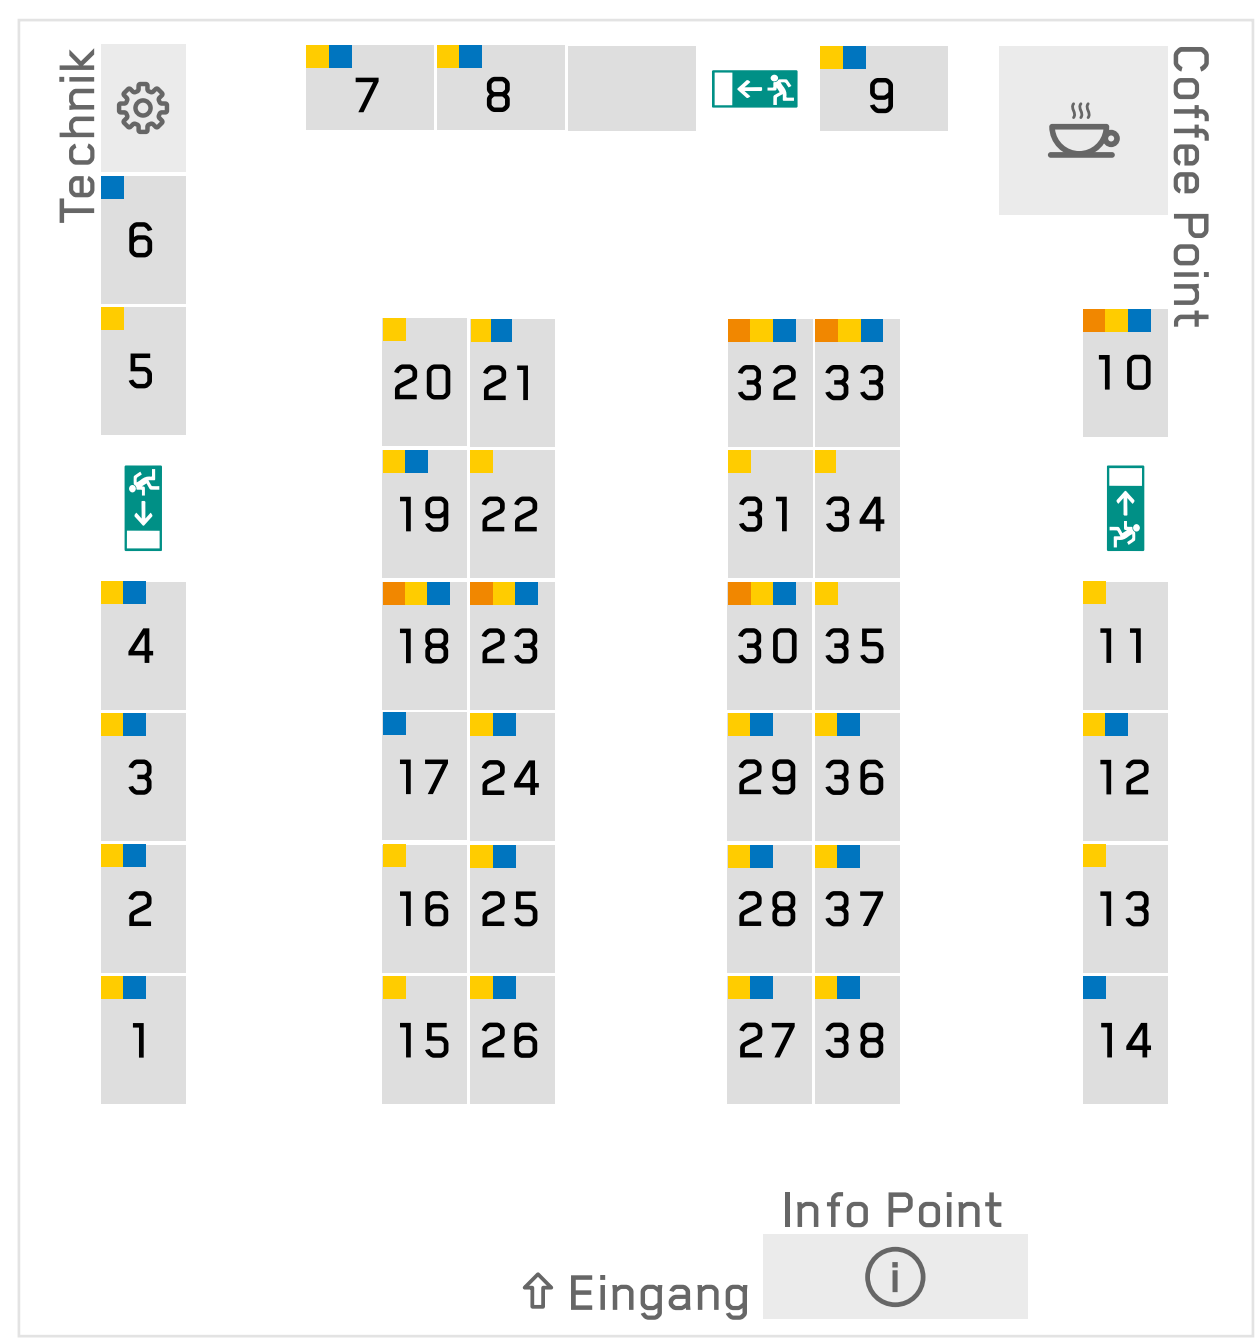 Technik
7 8 9
Coffee Point
6
5
20 21 32 33 10
19 22 31 34
4 18 23 30 35 11
3 17 24 29 36 12
2 16 25 28 37 13
1 15 26 27 38 14
Info Point
Eingang
i